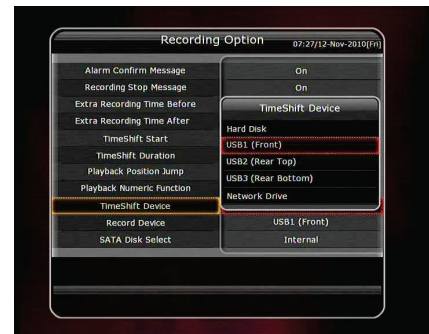 Recording Option 07:27/12-Nov-2010[Fri]
Alarm Confirm Message On
Recording Stop Message On
Extra Recording Time Before
Extra Recording Time After
TimeShift Start
TimeShift Duration
Playback Position Jump
Playback Numeric Function
TimeShift Device
Record Device USB1 (Front)
SATA Disk Select Internal
TimeShift Device
Hard Disk
USB1 (Front)
USB2 (Rear Top)
USB3 (Rear Bottom)
Network Drive